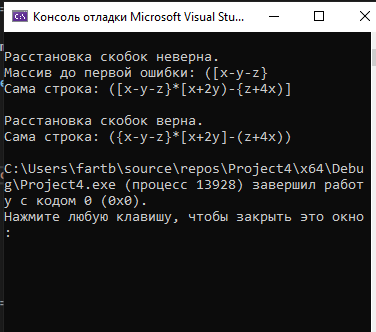 Консоль отладки Microsoft Visual Stu...
Расстановка скобок неверна.
Массив до первой ошибки: ([x-y-z}
Сама строка: ([x-y-z}*[x+2y)-{z+4x)]
Расстановка скобок верна.
Сама строка: ({x-y-z}*[x+2y]-(z+4x))
C:\Users\fartb\source\repos\Project4\x64\Debu
g\Project4.exe (процесс 13928) завершил работ
у с кодом 0 (0x0).
Нажмите любую клавишу, чтобы закрыть это окно
: